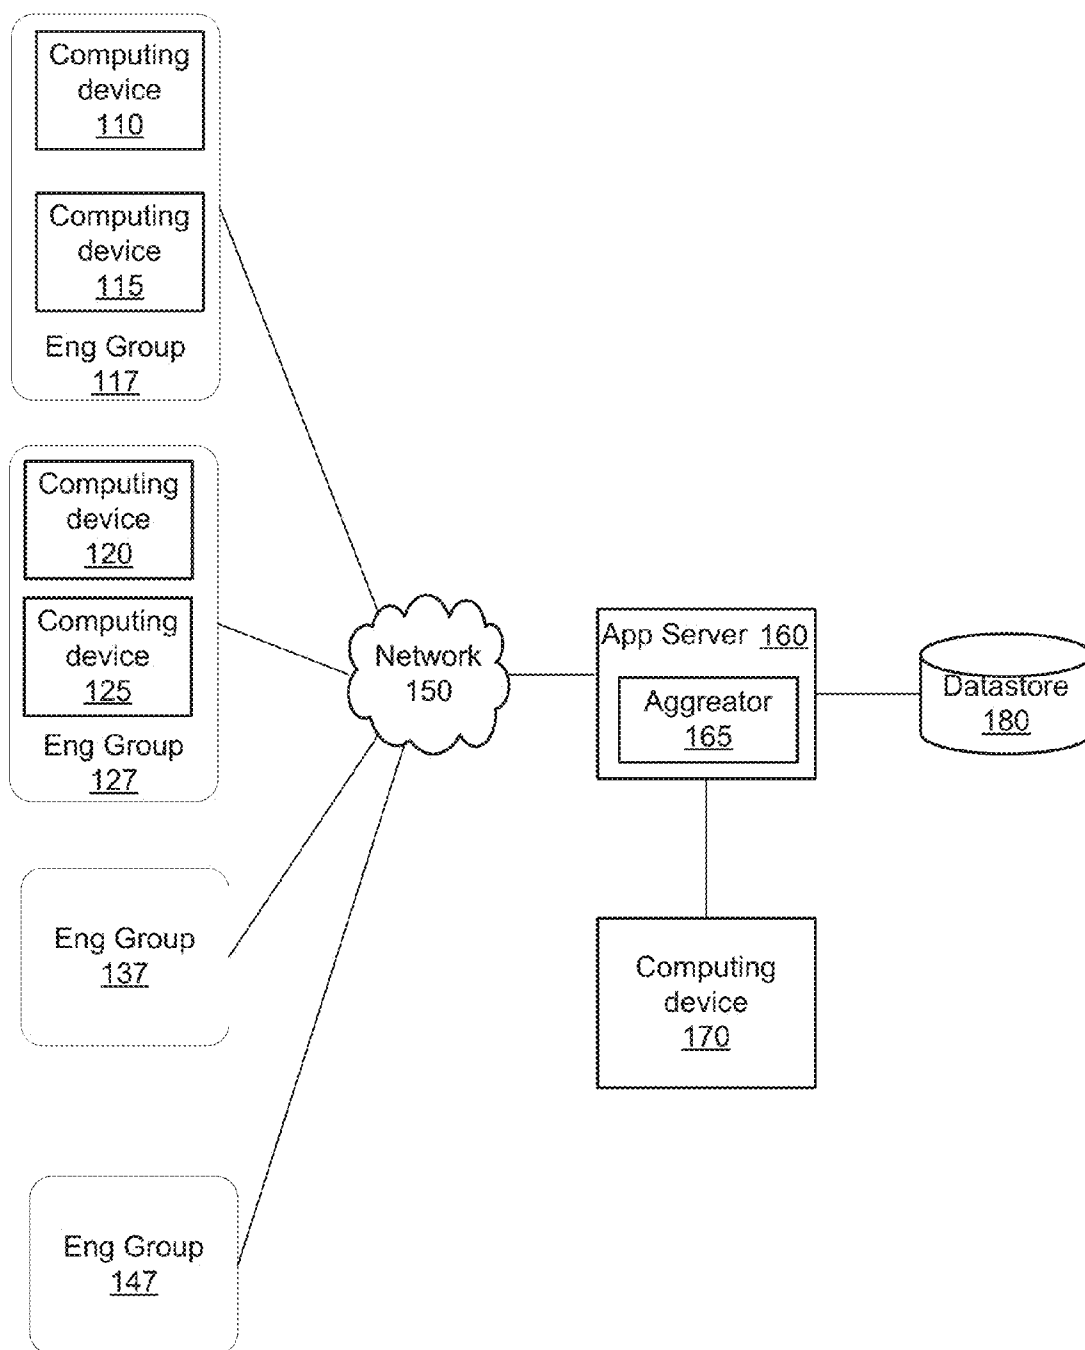 Computing
device
110
Computing
device
115
Eng Group
117
Computing
device
120
Computing
device
125
Eng Group
127
Eng Group
137
Eng Group
147
Network
150
App Server 160
Aggreator
165
Datastore
180
Computing
device
170